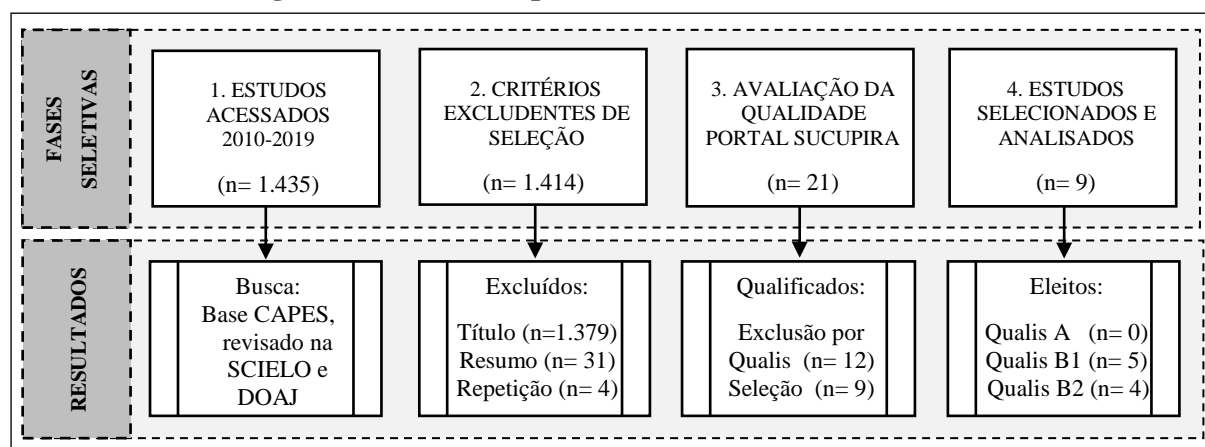 FASES
SELETIVAS
1. ESTUDOS
ACESSADOS
2010-2019
(n= 1.435)
2. CRITÉRIOS
EXCLUDENTES DE
SELEÇÃO
(n= 1.414)
3. AVALIAÇÃO DA
QUALIDADE
PORTAL SUCUPIRA
(n= 21)
4. ESTUDOS
SELECIONADOS E
ANALISADOS
(n= 9)
RESULTADOS
Busca:
Base CAPES,
revisado na
SCIELO e
DOAJ
Excluídos:
Título (n=1.379)
Resumo (n= 31)
Repetição (n= 4)
Qualificados:
Exclusão por
Qualis (n= 12)
Seleção (n= 9)
Eleitos:
Qualis A (n= 0)
Qualis B1 (n= 5)
Qualis B2 (n= 4)